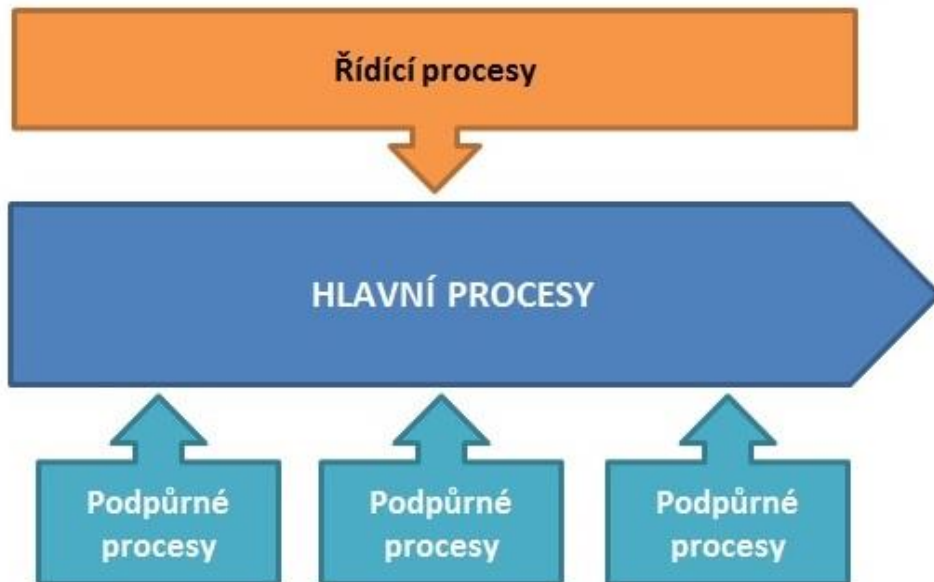 Řídící procesy
HLAVNÍ PROCESY
Podpůrné
procesy
Podpůrné
procesy
Podpůrné
procesy